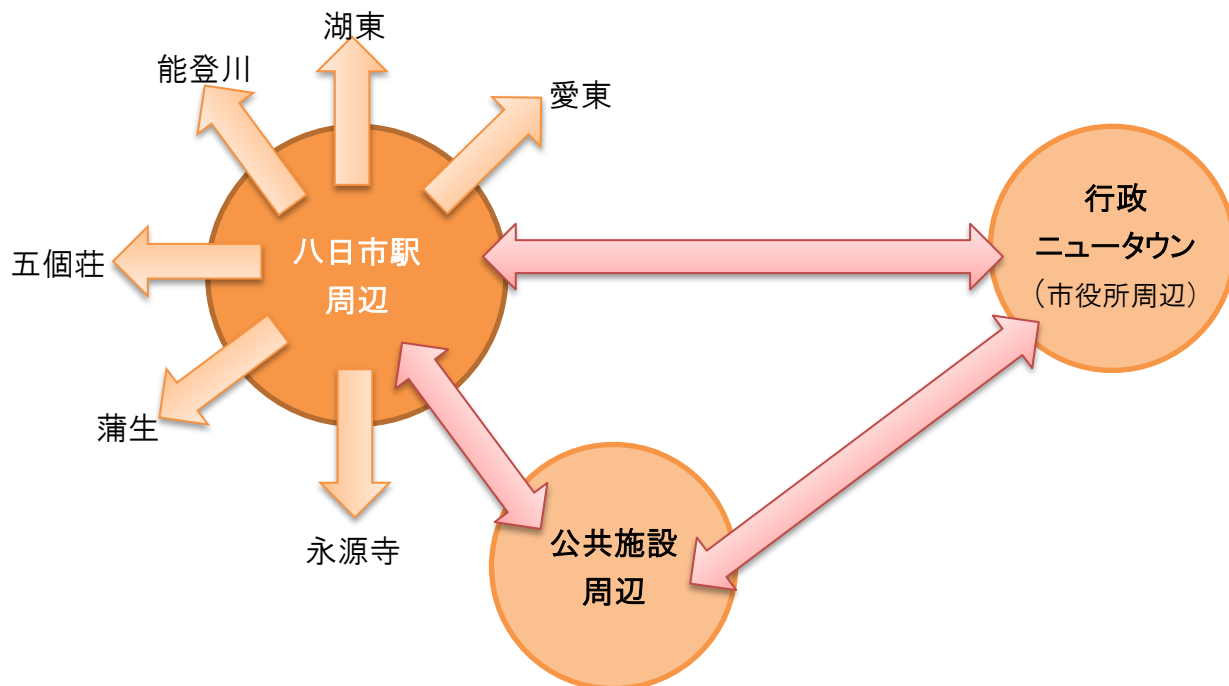 湖東
能登川
愛東
五個荘
八日市駅
周辺
蒲生
永源寺
行政
ニュータウン
（市役所周辺）
公共施設
周辺